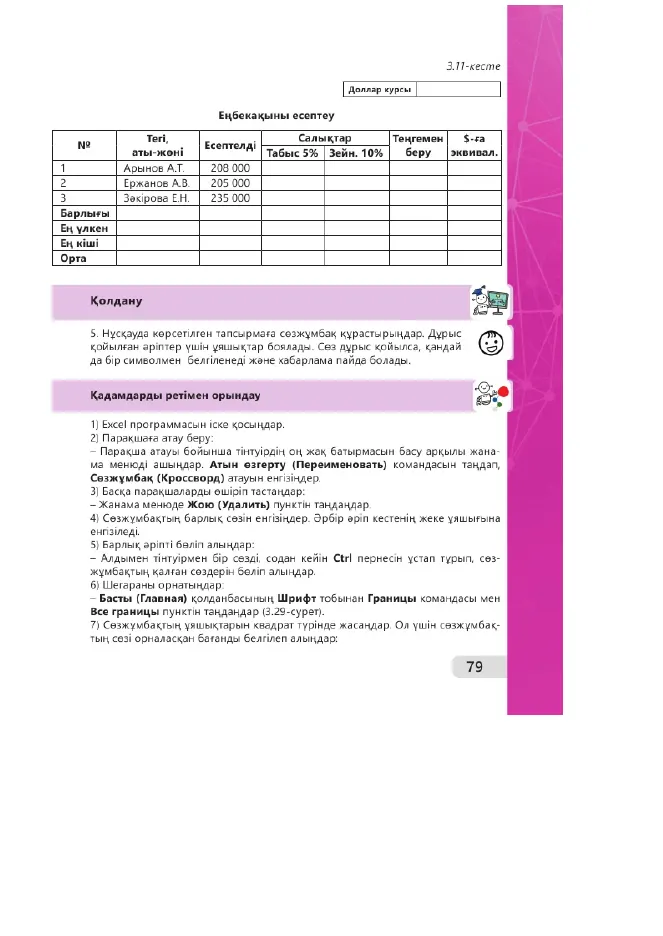 3.11-кесте
Доллар курсы
Еңбекақыны есептеу
№ Тегі, аты-жөні Есептелді Салықтар Теңгемен беру $-ға эквивал.
Табыс 5% Зейн. 10%
1 Арынов А.Т. 208 000
2 Ержанов А.В. 205 000
3 Зәкірова Е.Н. 235 000
Барлығы
Ең үлкен
Ең кіші
Орта
Қолдану
5. Нұсқауда көрсетілген тапсырмаға сөзжұмбақ құрастырыңдар. Дұрыс
қойылған әріптер үшін ұяшықтар боялады. Сөз дұрыс қойылса, қандай
да бір символмен белгіленеді және хабарлама пайда болады.
Қадамдарды ретімен орындау
1) Excel программасын іске қосыңдар.
2) Парақшаға атау беру:
– Парақша атауы бойынша тінтуірдің оң жақ батырмасын басу арқылы жана-
ма менюді ашыңдар. Атын өзгерту (Переименовать) командасын таңдап,
Сөзжұмбақ (Кроссворд) атауын енгізіңдер.
3) Басқа парақшаларды өшіріп тастаңдар:
– Жанама менюде Жою (Удалить) пунктін таңдаңдар.
4) Сөзжұмбақтың барлық сөзін енгізіңдер. Әрбір әріп кестенің жеке ұяшығына
енгізіледі.
5) Барлық әріпті бөліп алыңдар:
– Алдымен тінтуірмен бір сөзді, содан кейін Ctrl пернесін ұстап тұрып, сөз-
жұмбақтың қалған сөздерін бөліп алыңдар.
6) Шегараны орнатыңдар:
– Басты (Главная) қолданбасының Шрифт тобынан Границы командасы мен
Все границы пунктін таңдаңдар (3.29-сурет).
7) Сөзжұмбақтың ұяшықтарын квадрат түрінде жасаңдар. Ол үшін сөзжұмбақ-
тың сөзі орналасқан бағанды белгілеп алыңдар:
79